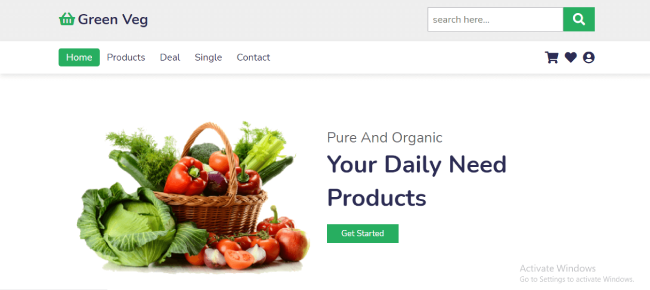 Green Veg
search here...
Home Products Deal Single Contact
Pure And Organic
Your Daily Need
Products
Get Started
Activate Windows
Go to Settings to activate Windows.